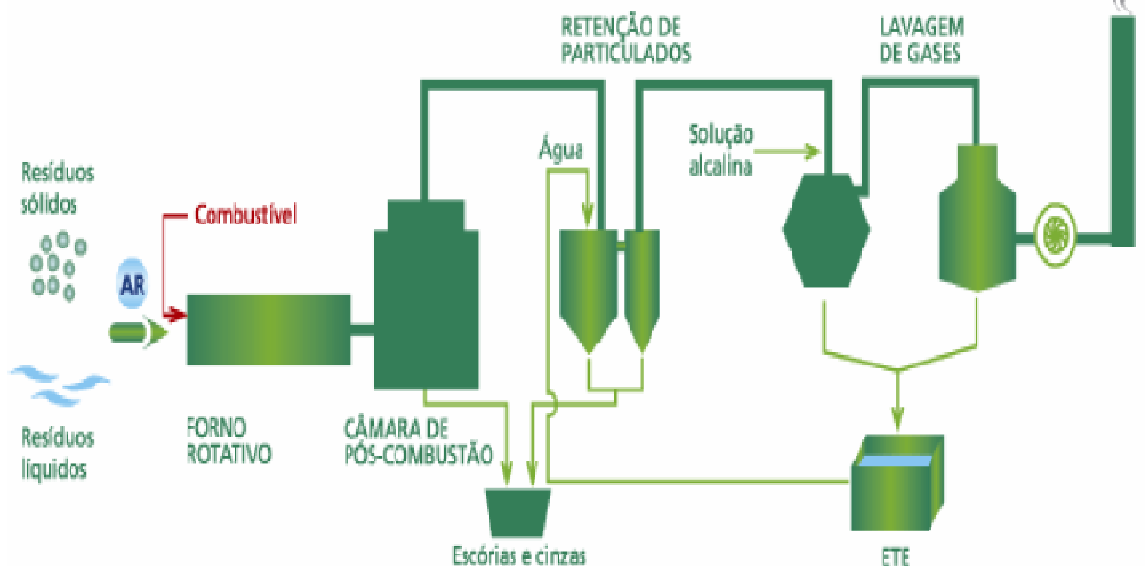 RETENÇÃO DE
PARTICULADOS
LAVAGEM
DE GASES
Água
Solução
alcalina
Resíduos
sólidos
Combustível
AR
Resíduos
líquidos
FORNO
ROTATIVO
CÂMARA DE
PÓS-COMBUSTÃO
Escórias e cinzas
ETE